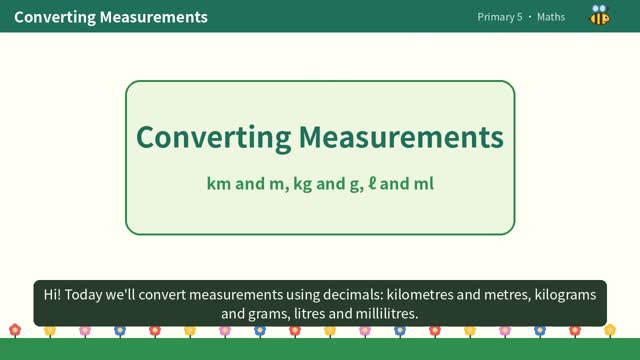 Converting Measurements
Primary 5 • Maths
Converting Measurements
km and m, kg and g, ℓ and ml
Hi! Today we'll convert measurements using decimals: kilometres and metres, kilograms
and grams, litres and millilitres.